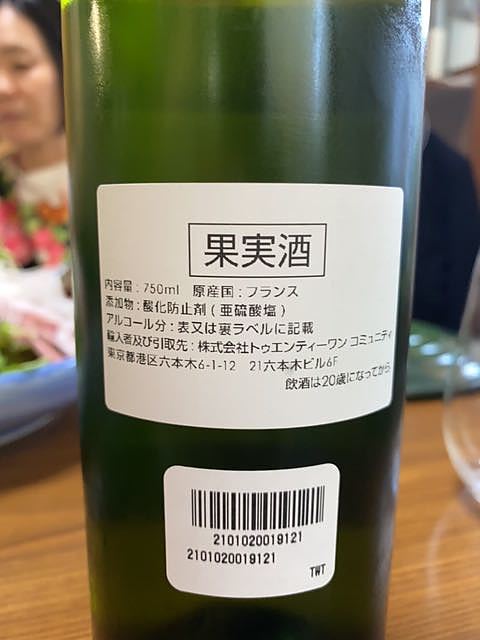 果実酒
内容量：750ml 原産国：フランス
添加物：酸化防止剤（亜硫酸塩）
アルコール分：表又は裏ラベルに記載
輸入者及び引取先：株式会社トゥエンティーワン コミュニティ
東京都港区六本木6-1-12 21六本木ビル6F
飲酒は20歳になってから
2101020019121
2101020019121
TWT